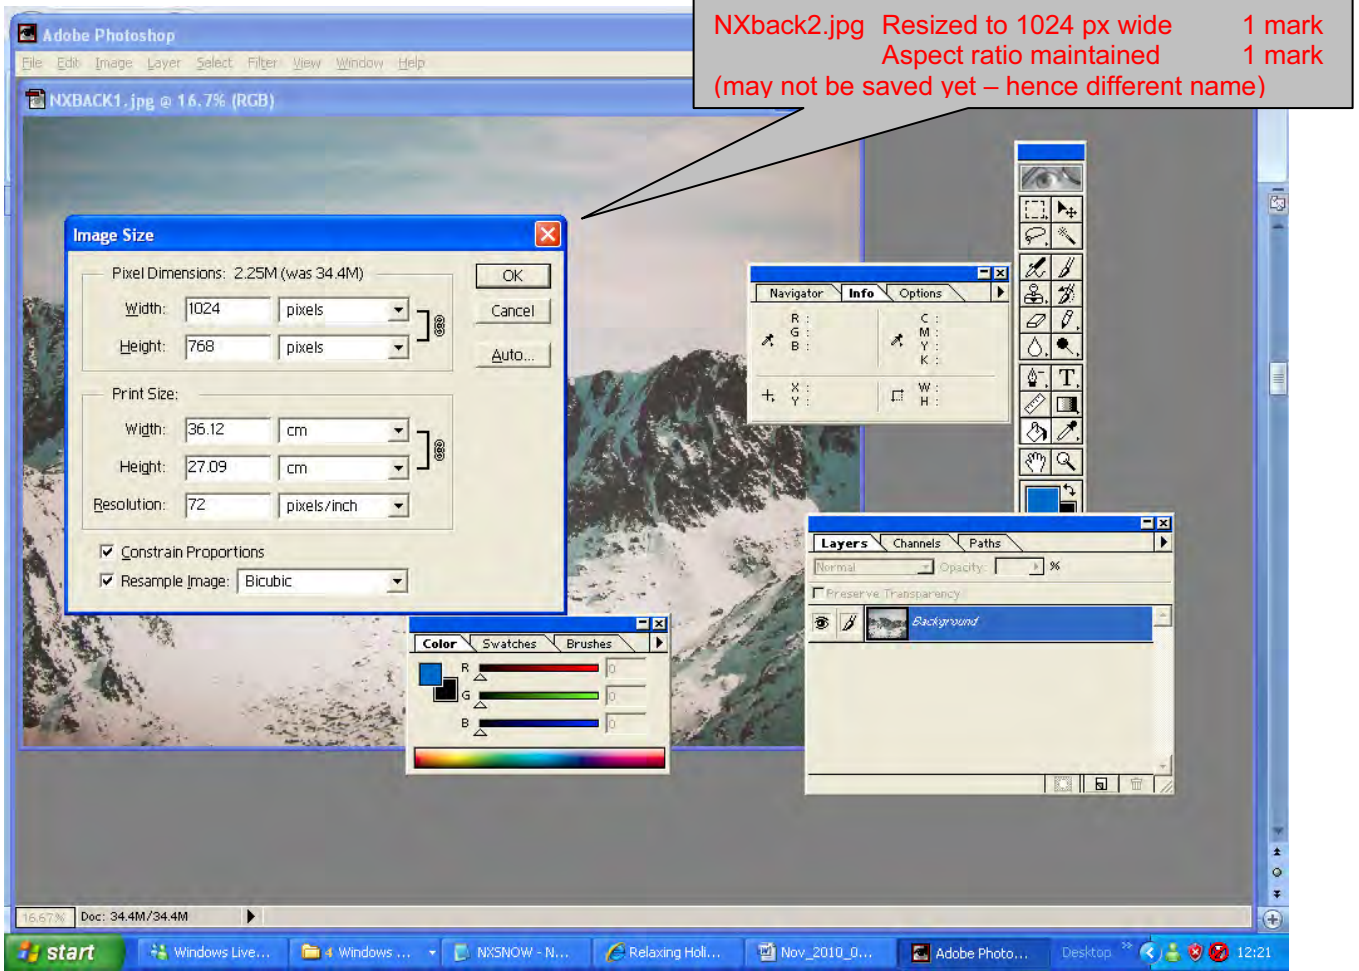 NXback2.jpg Resized to 1024 px wide 1 mark
Aspect ratio maintained 1 mark
(may not be saved yet – hence different name)
Adobe Photoshop
File Edit Image Layer Select Filter View Window Help
NXBACK1.jpg @ 16.7% (RGB)
Image Size
Pixel Dimensions: 2.25M (was 34.4M)
Width: 1024 pixels
Height: 768 pixels
Print Size:
Width: 36.12 cm
Height: 27.09 cm
Resolution: 72 pixels/inch
Constrain Proportions
Resample Image: Bicubic
OK
Cancel
Auto...
Navigator Info Options
R : C :
G : M :
B : Y :
K :
X : W :
Y : H :
T
Layers Channels Paths
Normal Opacity: %
Preserve Transparency
Background
Color Swatches Brushes
R 0
G 0
B 0
16.67% Doc: 34.4M/34.4M
start Windows Live... 4 Windows ... NXSNOW - N... Relaxing Holi... Nov_2010_0... Adobe Photo... Desktop » 12:21